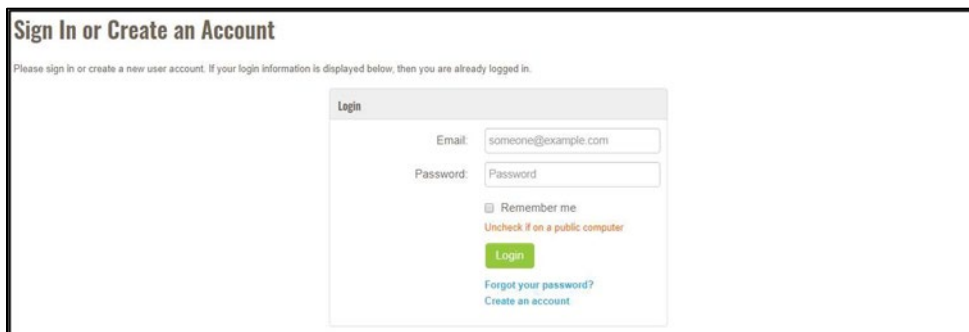 Sign In or Create an Account
Please sign in or create a new user account. If your login information is displayed below, then you are already logged in.
Login
Email: someone@example.com
Password: Password
Remember me
Uncheck if on a public computer
Login
Forgot your password?
Create an account